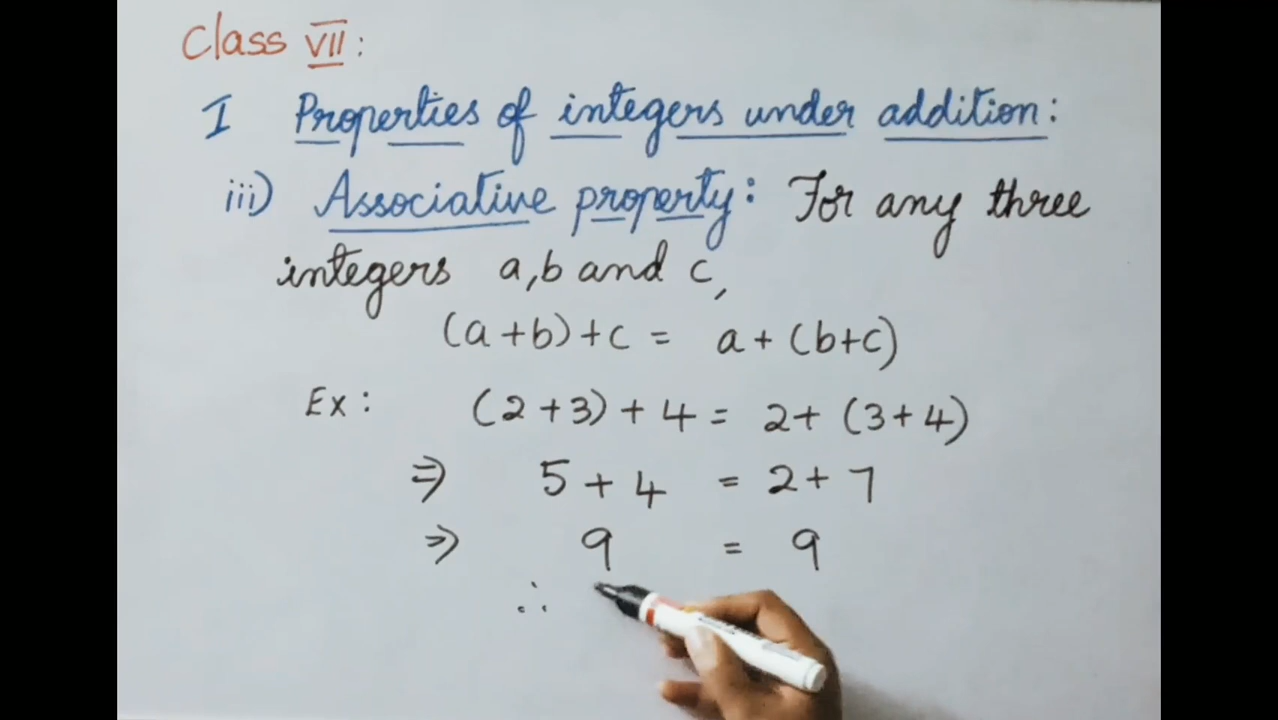 Class VII:
I Properties of integers under addition:
iii) Associative property: For any three
integers a, b and c,
(a+b)+c = a+(b+c)
Ex: (2+3)+4 = 2+(3+4)
⇒ 5+4 = 2+7
⇒ 9 = 9
∴